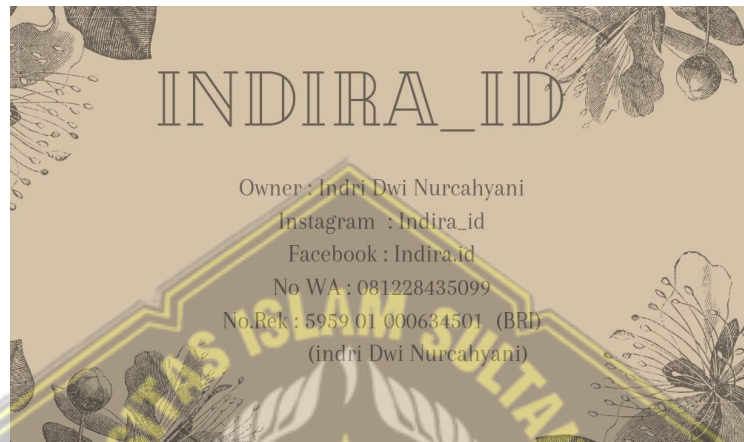 INDIRA_ID
Owner : Indri Dwi Nurcahyani
Instagram : Indira_id
Facebook : Indira.id
No WA : 081228435099
No.Rek : 5959 01 000634501 (BRI)
(indri Dwi Nurcahyani)
ISLAM